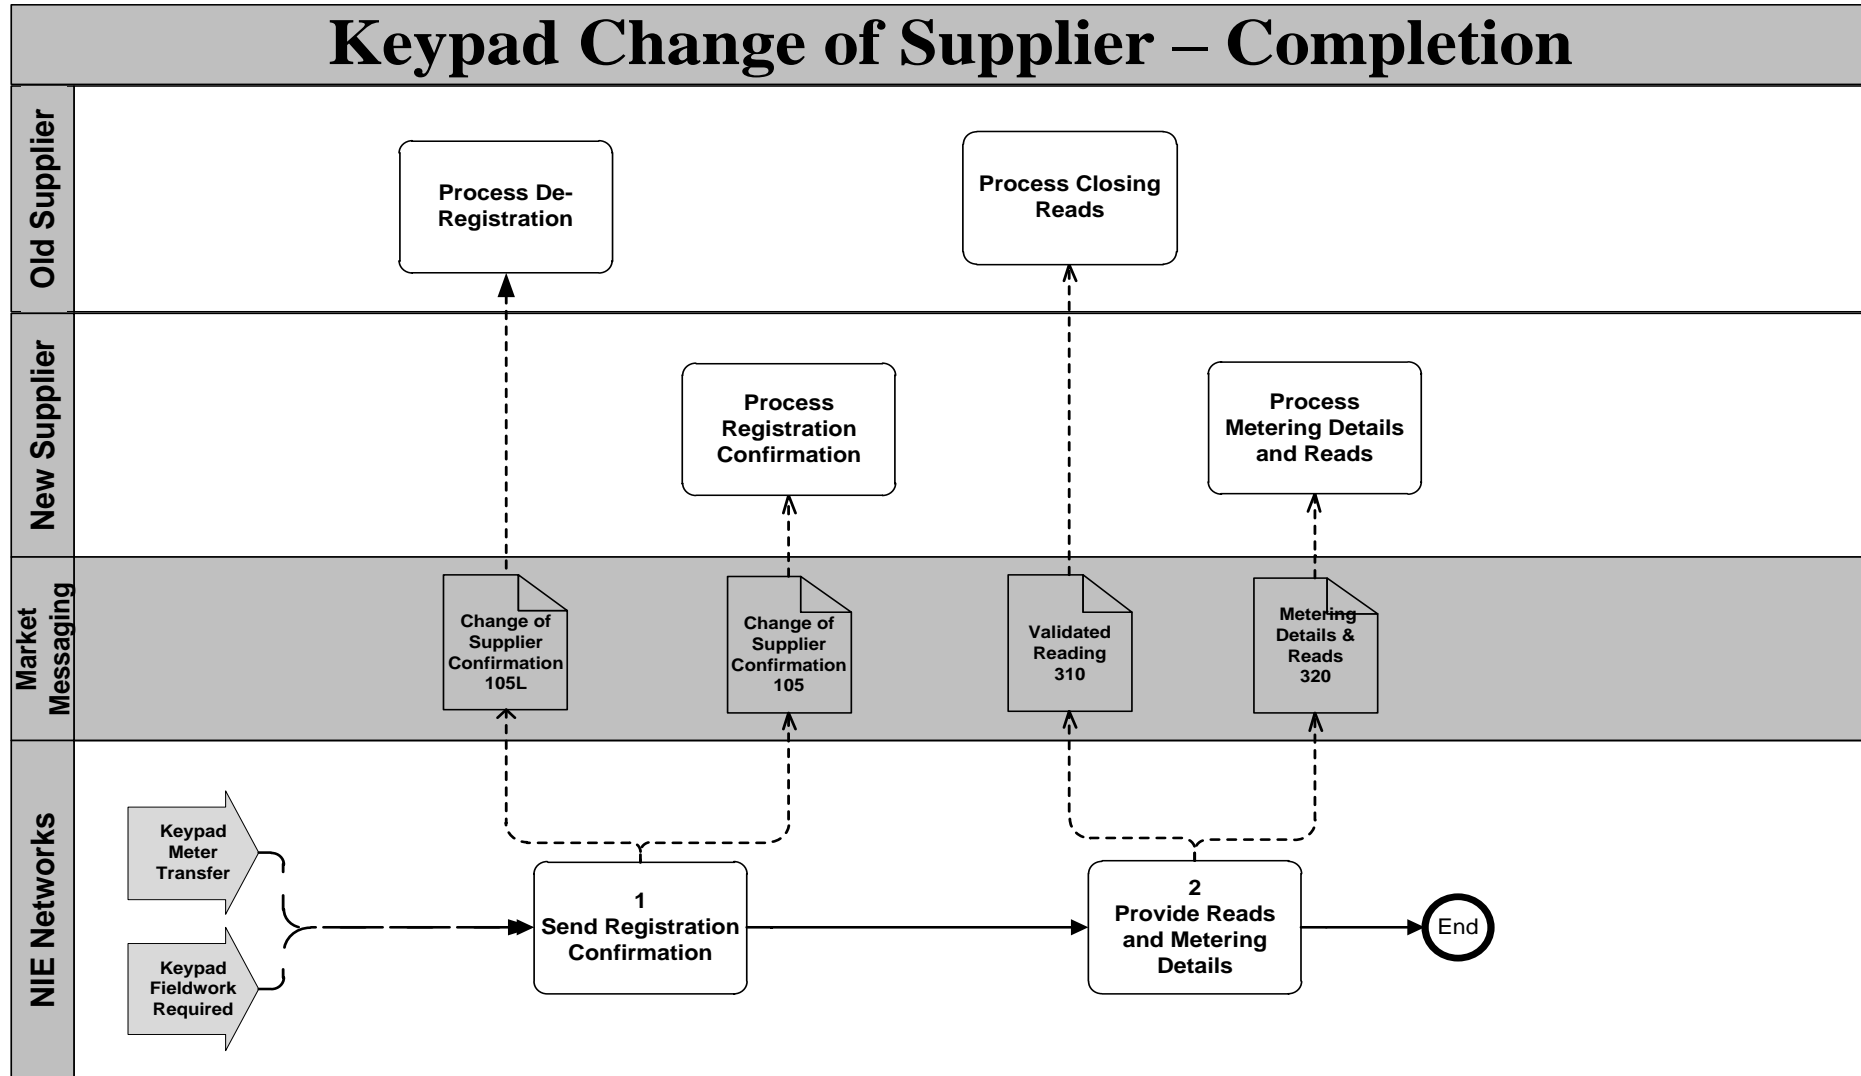 Keypad Change of Supplier – Completion
Old Supplier
Process De-
Registration
Process Closing
Reads
New Supplier
Process
Registration
Confirmation
Process
Metering Details
and Reads
Market
Messaging
Change of
Supplier
Confirmation
105L
Change of
Supplier
Confirmation
105
Validated
Reading
310
Metering
Details &
Reads
320
NIE Networks
Keypad
Meter
Transfer
Keypad
Fieldwork
Required
1
Send Registration
Confirmation
2
Provide Reads
and Metering
Details
End